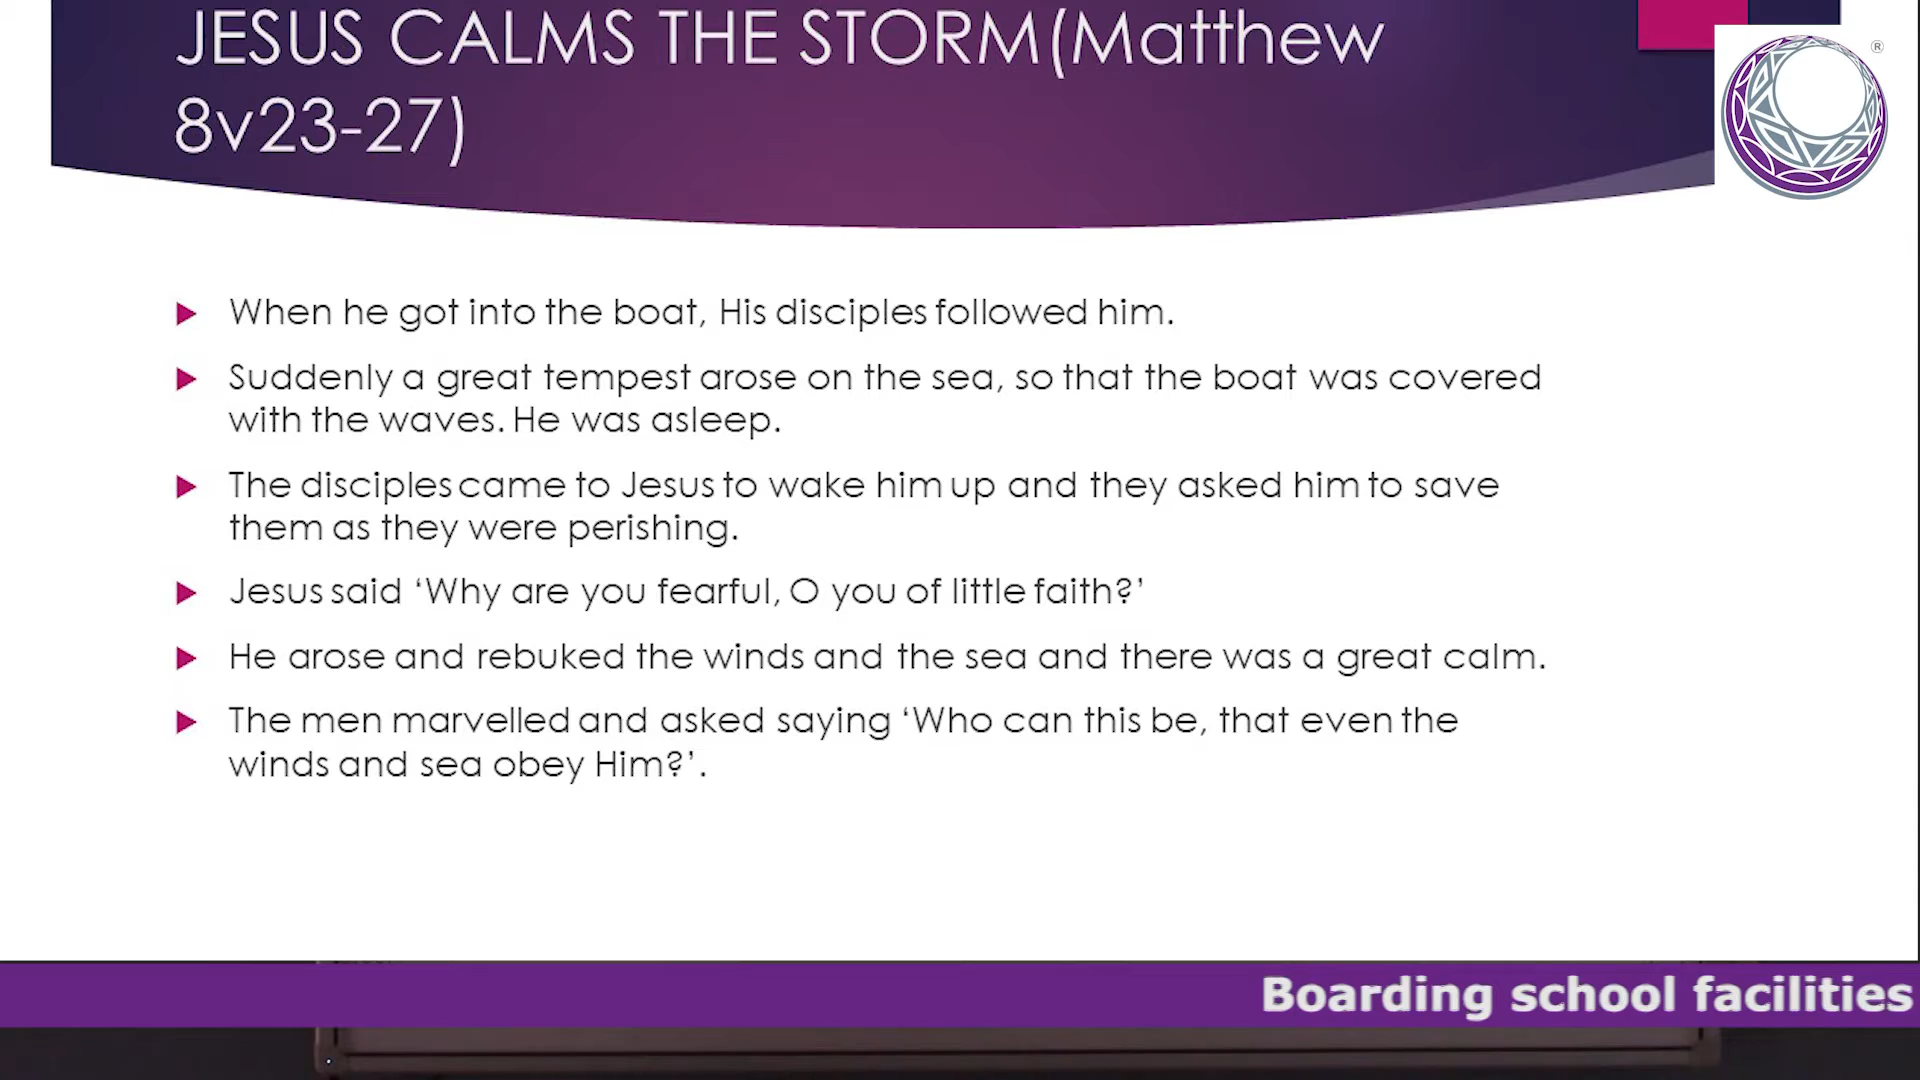 JESUS CALMS THE STORM(Matthew
8v23-27)
®
When he got into the boat, His disciples followed him.
Suddenly a great tempest arose on the sea, so that the boat was covered
with the waves. He was asleep.
The disciples came to Jesus to wake him up and they asked him to save
them as they were perishing.
Jesus said ‘Why are you fearful, O you of little faith?’
He arose and rebuked the winds and the sea and there was a great calm.
The men marvelled and asked saying ‘Who can this be, that even the
winds and sea obey Him?’.
Boarding school facilities